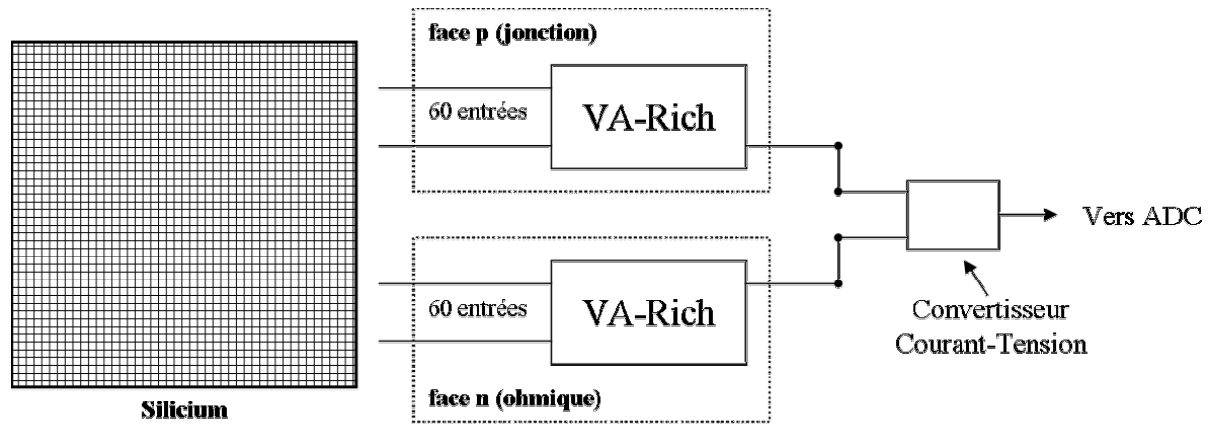 face p (jonction)
60 entrées
VA-Rich
Vers ADC
60 entrées
VA-Rich
Convertisseur
Courant-Tension
face n (ohmique)
Silicium